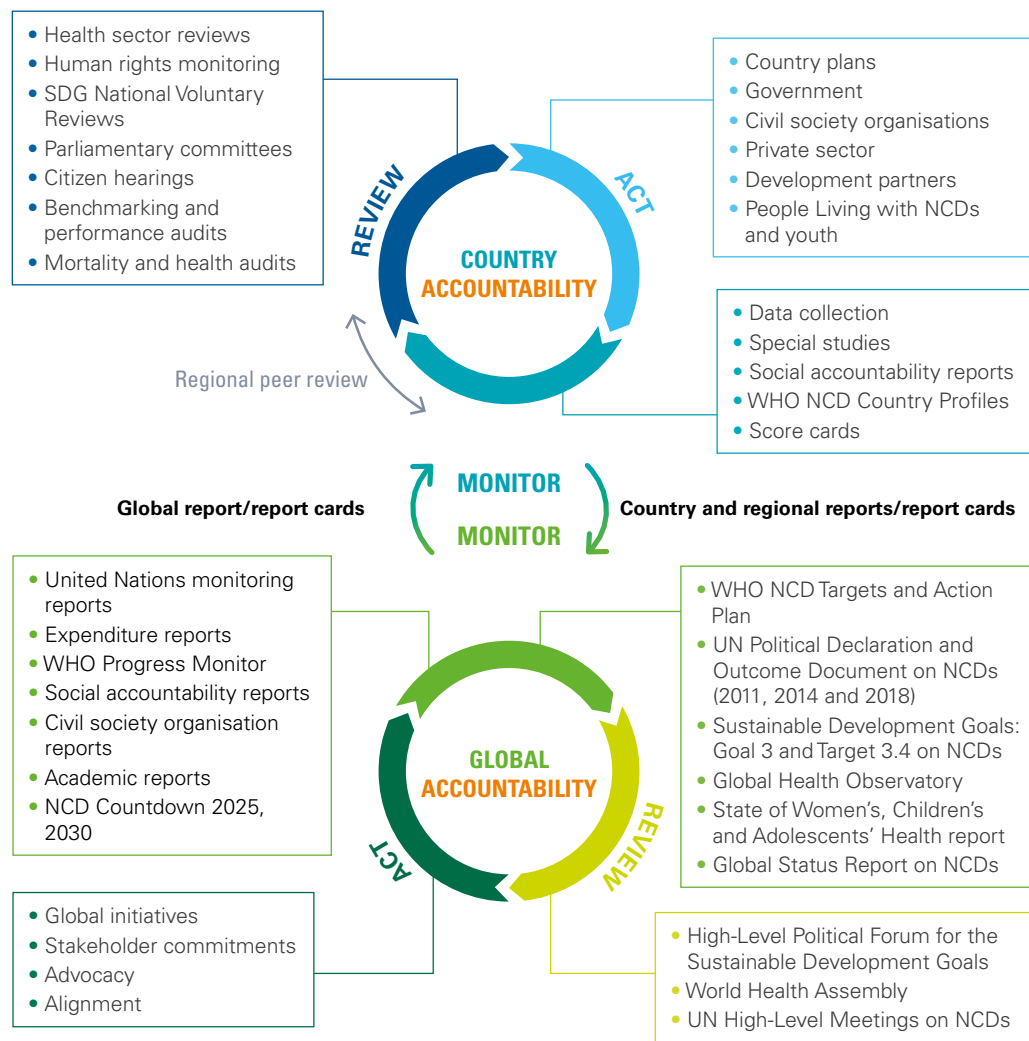 • Health sector reviews
• Human rights monitoring
• SDG National Voluntary
Reviews
• Parliamentary committees
• Citizen hearings
• Benchmarking and
performance audits
• Mortality and health audits
• Country plans
• Government
• Civil society organisations
• Private sector
• Development partners
• People Living with NCDs
and youth
REVIEW
ACT
COUNTRY
ACCOUNTABILITY
Regional peer review
• Data collection
• Special studies
• Social accountability reports
• WHO NCD Country Profiles
• Score cards
MONITOR
Global report/report cards
Country and regional reports/report cards
MONITOR
• United Nations monitoring
reports
• Expenditure reports
• WHO Progress Monitor
• Social accountability reports
• Civil society organisation
reports
• Academic reports
• NCD Countdown 2025,
2030
• WHO NCD Targets and Action
Plan
• UN Political Declaration and
Outcome Document on NCDs
(2011, 2014 and 2018)
• Sustainable Development Goals:
Goal 3 and Target 3.4 on NCDs
• Global Health Observatory
• State of Women’s, Children’s
and Adolescents’ Health report
• Global Status Report on NCDs
GLOBAL
ACCOUNTABILITY
ACT
REVIEW
• Global initiatives
• Stakeholder commitments
• Advocacy
• Alignment
• High-Level Political Forum for the
Sustainable Development Goals
• World Health Assembly
• UN High-Level Meetings on NCDs